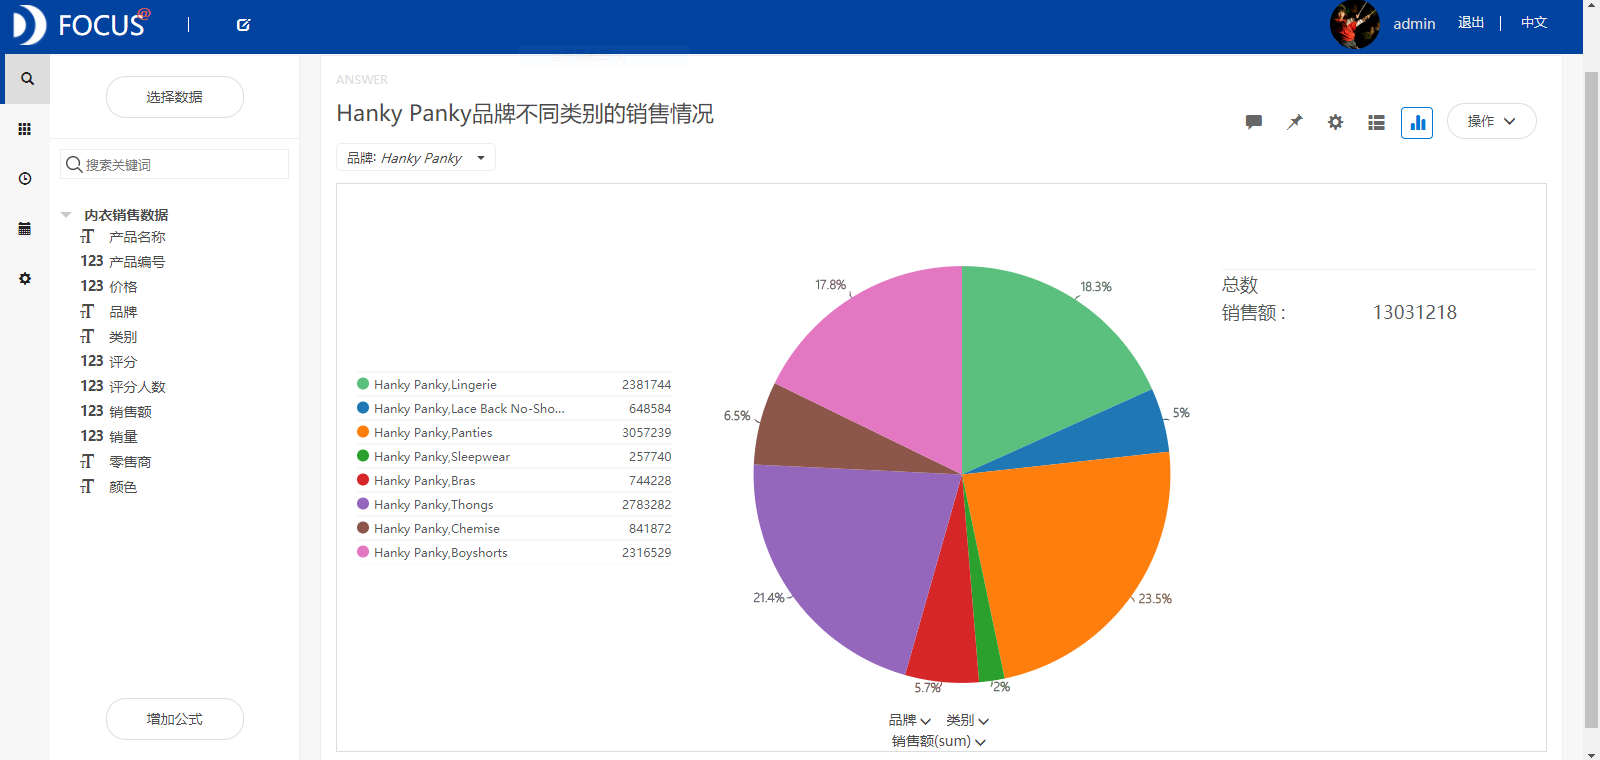 FOCUS@
|
admin
退出
|
中文
选择数据
搜索关键词
内衣销售数据
TT 产品名称
123 产品编号
123 价格
TT 品牌
TT 类别
123 评分
123 评分人数
123 销售额
123 销量
TT 零售商
TT 颜色
增加公式
ANSWER
Hanky Panky品牌不同类别的销售情况
操作
品牌: Hanky Panky
Hanky Panky,Lingerie 2381744
Hanky Panky,Lace Back No-Sho... 648584
Hanky Panky,Panties 3057239
Hanky Panky,Sleepwear 257740
Hanky Panky,Bras 744228
Hanky Panky,Thongs 2783282
Hanky Panky,Chemise 841872
Hanky Panky,Boyshorts 2316529
17.8%
18.3%
6.5%
5%
21.4%
23.5%
5.7%
2%
品牌 类别
销售额(sum)
总数
销售额 : 13031218